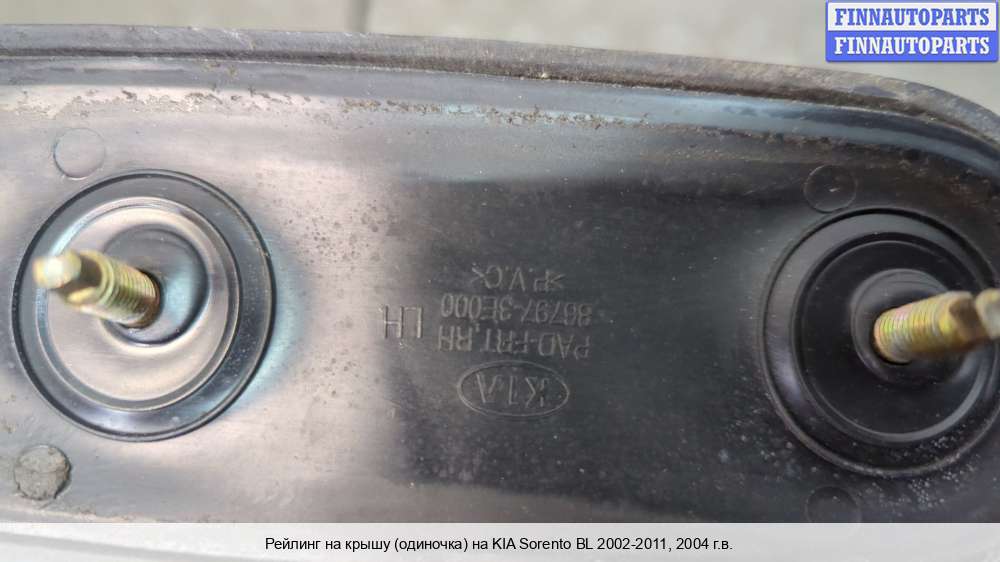 FINNAUTOPARTS
FINNAUTOPARTS
KIA
PAD-FRT,RH
LH
86797-3E000
>P.V.C<
Рейлинг на крышу (одиночка) на KIA Sorento BL 2002-2011, 2004 г.в.